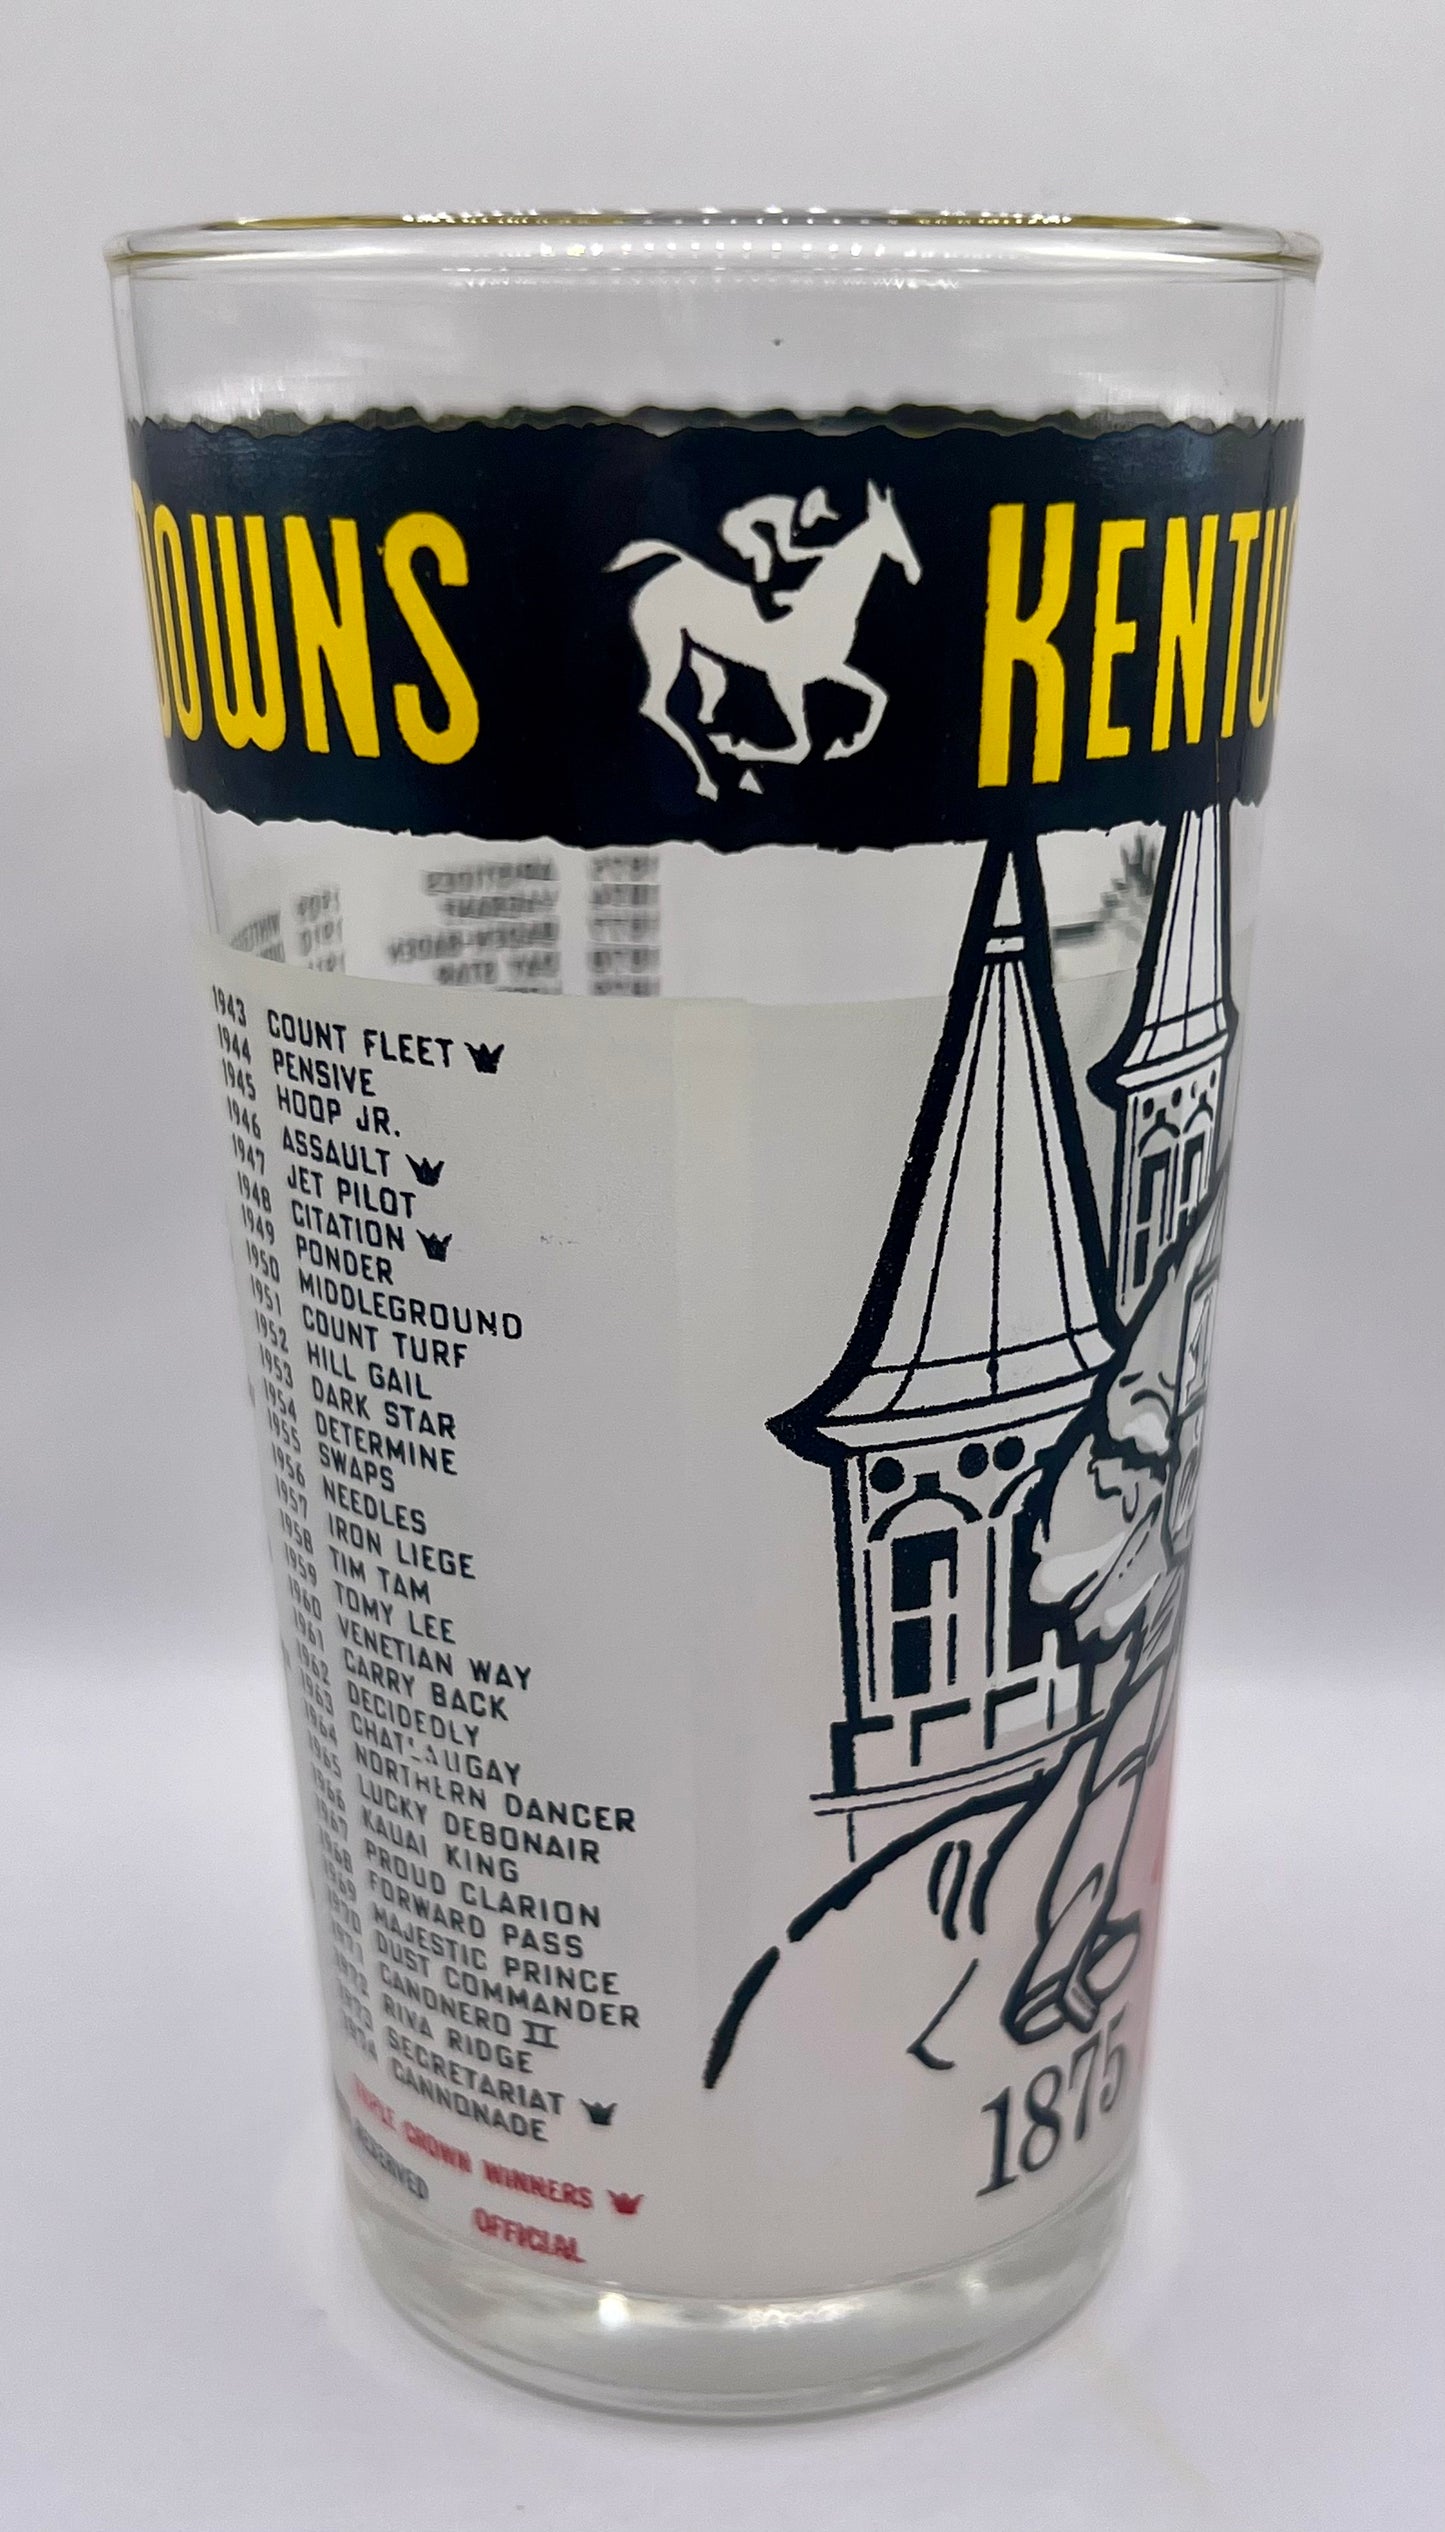 DOWNS KENTU
1943 COUNT FLEET
1944 PENSIVE
1945 HOOP JR.
1946 ASSAULT
1947 JET PILOT
1948 CITATION
1949 PONDER
1950 MIDDLEGROUND
1951 COUNT TURF
1952 HILL GAIL
1953 DARK STAR
1954 DETERMINE
1955 SWAPS
1956 NEEDLES
1957 IRON LIEGE
1958 TIM TAM
1959 TOMY LEE
1960 VENETIAN WAY
1961 CARRY BACK
1962 DECIDEDLY
1963 CHATEAUGAY
1964 NORTHERN DANCER
1965 LUCKY DEBONAIR
1966 KAUAI KING
1967 PROUD CLARION
1968 FORWARD PASS
1969 MAJESTIC PRINCE
1970 DUST COMMANDER
1971 CANONERO II
1972 RIVA RIDGE
1973 SECRETARIAT
1974 CANNONADE
TRIPLE CROWN WINNERS
RESERVED
OFFICIAL
1875